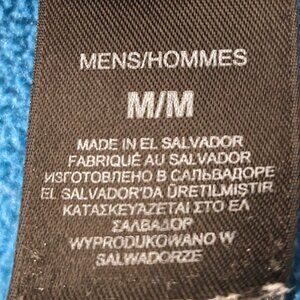 MENS/HOMMES
M/M
MADE IN EL SALVADOR
FABRIQUÉ AU SALVADOR
ИЗГОТОВЛЕНО В САЛЬВАДОРЕ
EL SALVADOR'DA ÜRETILMIŞTIR
ΚΑΤΑΣΚΕΥΑΖΕΤΑΙ ΣΤΟ ΕΛ
ΣΑΛΒΑΔΟΡ
WYPRODUKOWANO W
SALWADORZE